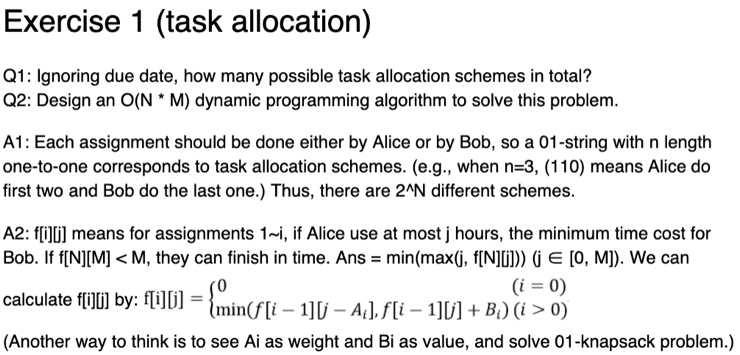 Exercise 1 (task allocation)
Q1: Ignoring due date, how many possible task allocation schemes in total?
Q2: Design an O(N * M) dynamic programming algorithm to solve this problem.
A1: Each assignment should be done either by Alice or by Bob, so a 01-string with n length
one-to-one corresponds to task allocation schemes. (e.g., when n=3, (110) means Alice do
first two and Bob do the last one.) Thus, there are 2^N different schemes.
A2: f[i][j] means for assignments 1~i, if Alice use at most j hours, the minimum time cost for
Bob. If f[N][M] < M, they can finish in time. Ans = min(max(j, f[N][j])) (j ∈ [0, M]). We can
calculate f[i][j] by: f[i][j] = {0 (i = 0)
min(f[i − 1][j − Aᵢ], f[i − 1][j] + Bᵢ) (i > 0)
(Another way to think is to see Ai as weight and Bi as value, and solve 01-knapsack problem.)